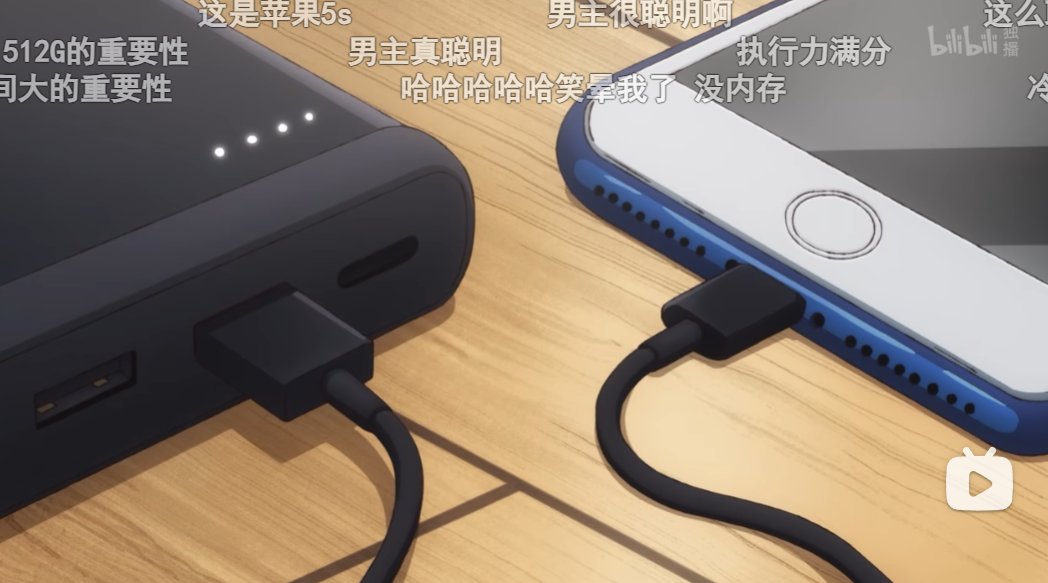 这是苹果5s
男主很聪明啊
这么
512G的重要性
男主真聪明
执行力满分
bilibili 独播
间大的重要性
哈哈哈哈哈笑晕我了
没内存
冷